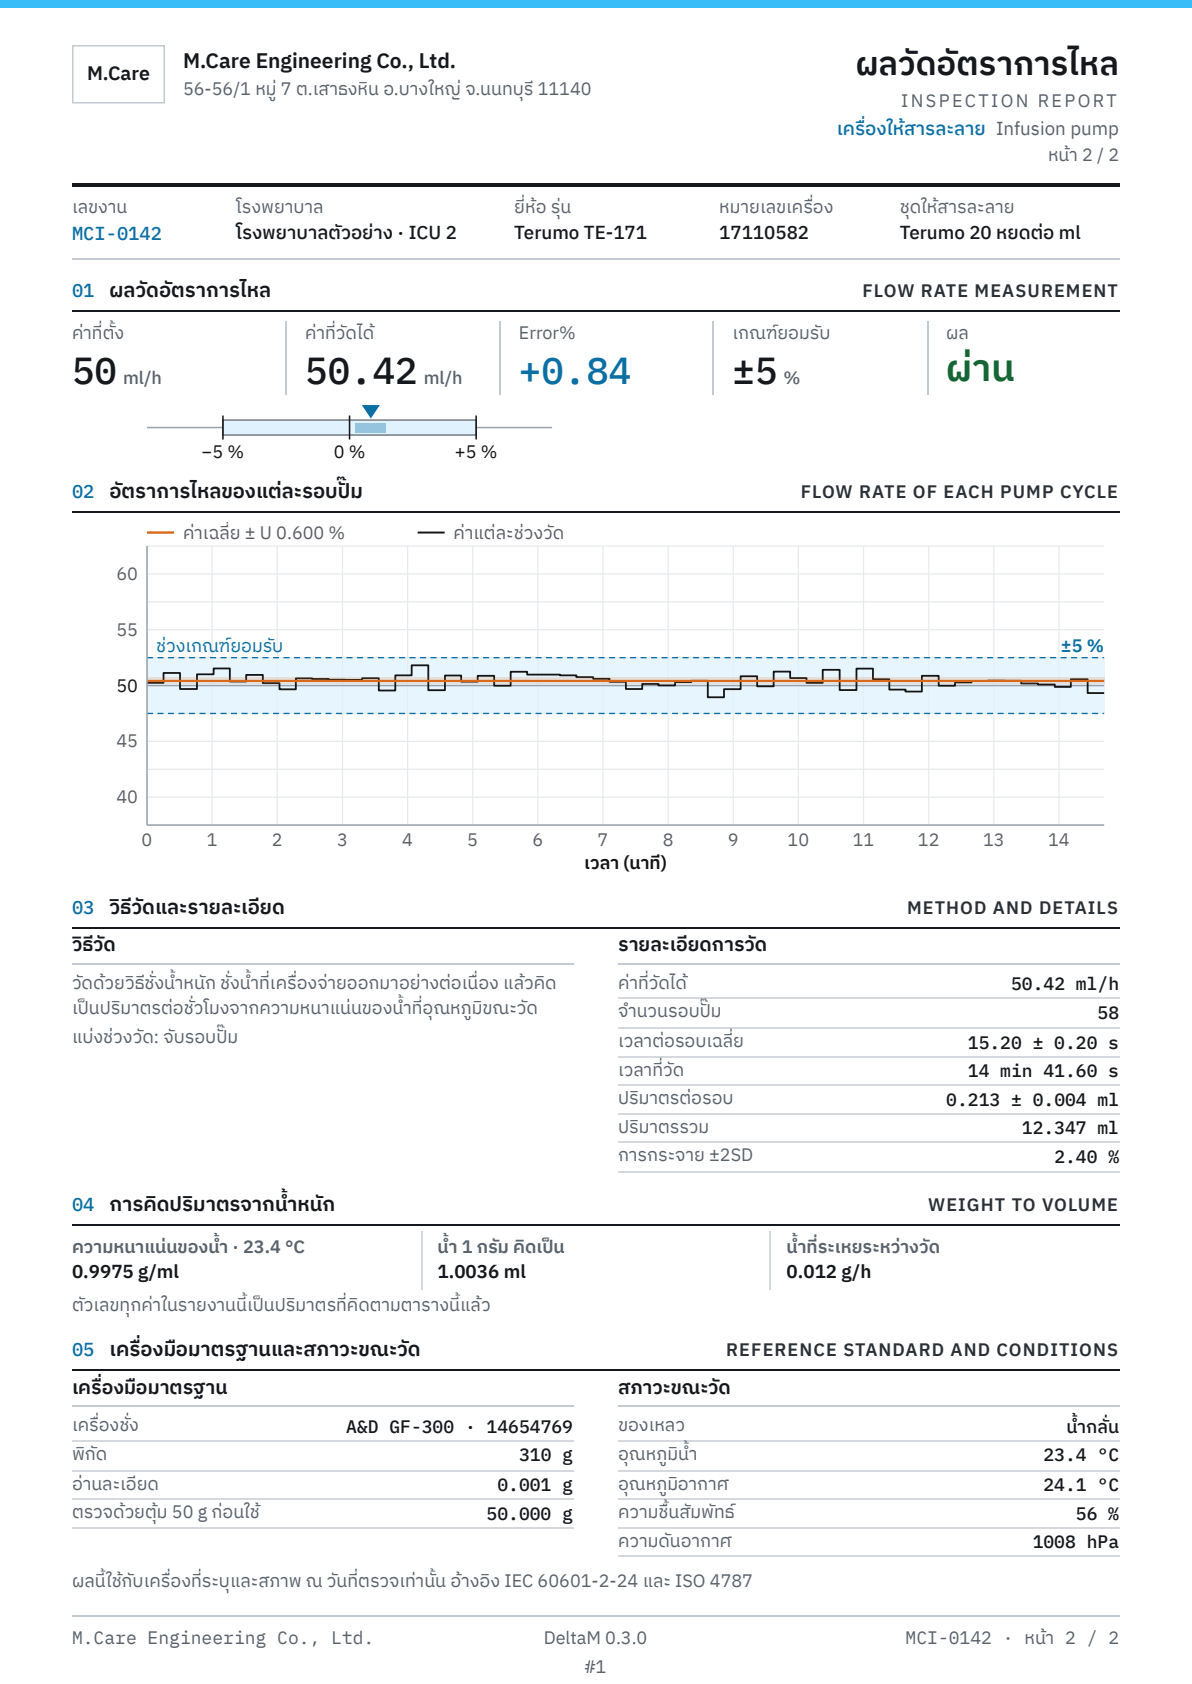 M.Care
M.Care Engineering Co., Ltd.
56-56/1 หมู่ 7 ต.เสาธงหิน อ.บางใหญ่ จ.นนทบุรี 11140
ผลวัดอัตราการไหล
INSPECTION REPORT
เครื่องให้สารละลาย Infusion pump
หน้า 2 / 2
เลขงาน โรงพยาบาล ยี่ห้อ รุ่น หมายเลขเครื่อง ชุดให้สารละลาย
MCI-0142 โรงพยาบาลตัวอย่าง · ICU 2 Terumo TE-171 17110582 Terumo 20 หยดต่อ ml
01 ผลวัดอัตราการไหล FLOW RATE MEASUREMENT
ค่าที่ตั้ง ค่าที่วัดได้ Error% เกณฑ์ยอมรับ ผล
50 ml/h 50.42 ml/h +0.84 ±5 % ผ่าน
−5 % 0 % +5 %
02 อัตราการไหลของแต่ละรอบปั๊ม FLOW RATE OF EACH PUMP CYCLE
ค่าเฉลี่ย ± U 0.600 % ค่าแต่ละช่วงวัด
60
55
ช่วงเกณฑ์ยอมรับ ±5 %
50
45
40
0 1 2 3 4 5 6 7 8 9 10 11 12 13 14
เวลา (นาที)
03 วิธีวัดและรายละเอียด METHOD AND DETAILS
วิธีวัด
วัดด้วยวิธีชั่งน้ำหนัก ชั่งน้ำที่เครื่องจ่ายออกมาอย่างต่อเนื่อง แล้วคิด
เป็นปริมาตรต่อชั่วโมงจากความหนาแน่นของน้ำที่อุณหภูมิขณะวัด
แบ่งช่วงวัด: จับรอบปั๊ม
รายละเอียดการวัด
ค่าที่วัดได้ 50.42 ml/h
จำนวนรอบปั๊ม 58
เวลาต่อรอบเฉลี่ย 15.20 ± 0.20 s
เวลาที่วัด 14 min 41.60 s
ปริมาตรต่อรอบ 0.213 ± 0.004 ml
ปริมาตรรวม 12.347 ml
การกระจาย ±2SD 2.40 %
04 การคิดปริมาตรจากน้ำหนัก WEIGHT TO VOLUME
ความหนาแน่นของน้ำ · 23.4 °C น้ำ 1 กรัม คิดเป็น น้ำที่ระเหยระหว่างวัด
0.9975 g/ml 1.0036 ml 0.012 g/h
ตัวเลขทุกค่าในรายงานนี้เป็นปริมาตรที่คิดตามตารางนี้แล้ว
05 เครื่องมือมาตรฐานและสภาวะขณะวัด REFERENCE STANDARD AND CONDITIONS
เครื่องมือมาตรฐาน
เครื่องชั่ง A&D GF-300 · 14654769
พิกัด 310 g
อ่านละเอียด 0.001 g
ตรวจด้วยตุ้ม 50 g ก่อนใช้ 50.000 g
สภาวะขณะวัด
ของเหลว น้ำกลั่น
อุณหภูมิน้ำ 23.4 °C
อุณหภูมิอากาศ 24.1 °C
ความชื้นสัมพัทธ์ 56 %
ความดันอากาศ 1008 hPa
ผลนี้ใช้กับเครื่องที่ระบุและสภาพ ณ วันที่ตรวจเท่านั้น อ้างอิง IEC 60601-2-24 และ ISO 4787
M.Care Engineering Co., Ltd. DeltaM 0.3.0 MCI-0142 · หน้า 2 / 2
#1